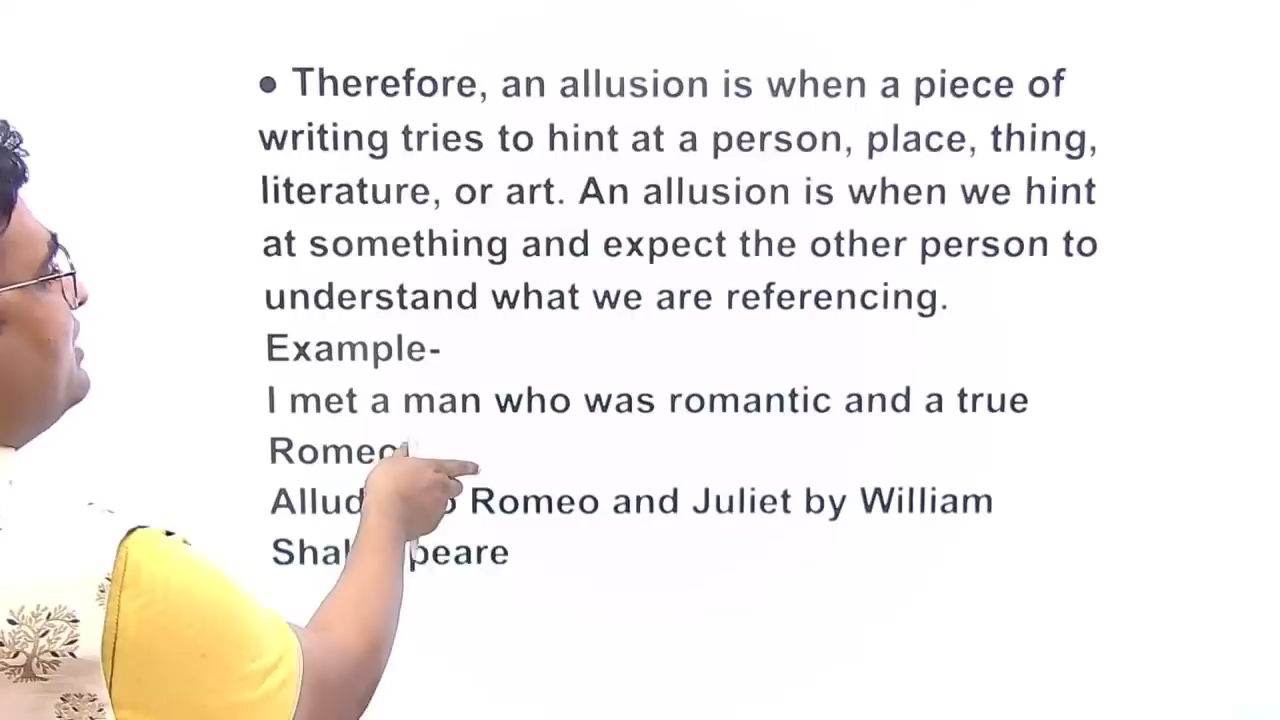 • Therefore, an allusion is when a piece of
writing tries to hint at a person, place, thing,
literature, or art. An allusion is when we hint
at something and expect the other person to
understand what we are referencing.
Example-
I met a man who was romantic and a true
Romeo
Romeo and Juliet by William